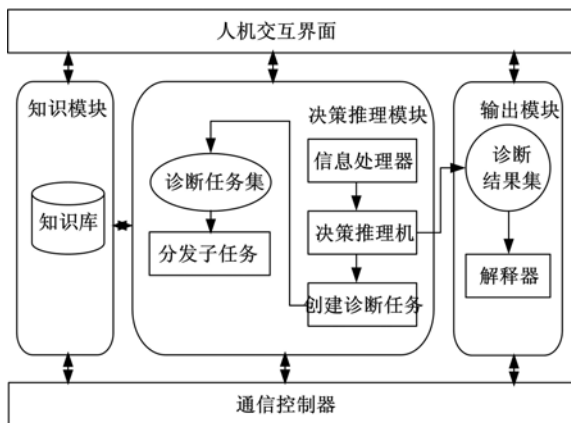 人机交互界面
知识模块
知识库
决策推理模块
诊断任务集
分发子任务
信息处理器
决策推理机
创建诊断任务
输出模块
诊断
结果集
解释器
通信控制器